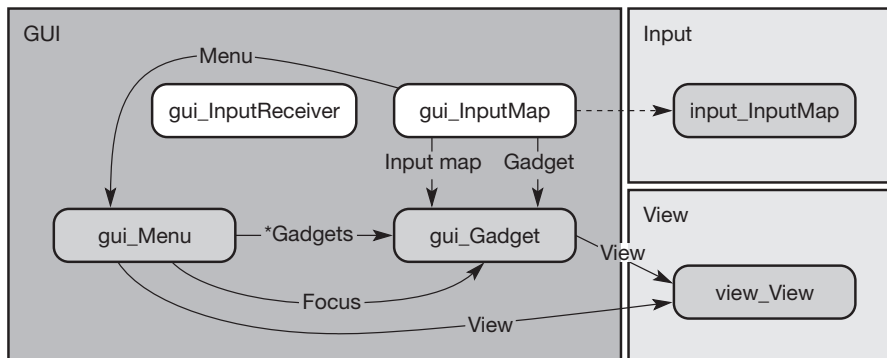 GUI
Input
Menu
gui_InputReceiver
gui_InputMap
input_InputMap
Input map
Gadget
View
gui_Menu
*Gadgets
gui_Gadget
View
view_View
Focus
View